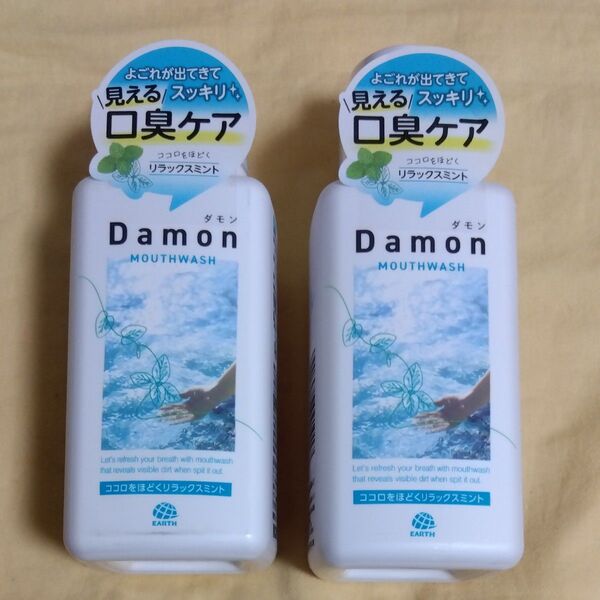 よごれが出てきて
見える スッキリ
口臭ケア
ココロをほどく
リラックスミント
ダモン
Damon
MOUTHWASH
Let's refresh your breath with mouthwash
that reveals visible dirt when spit it out.
ココロをほどくリラックスミント
EARTH
よごれが出てきて
見える スッキリ
口臭ケア
ココロをほどく
リラックスミント
ダモン
Damon
MOUTHWASH
Let's refresh your breath with mouthwash
that reveals visible dirt when spit it out.
ココロをほどくリラックスミント
EARTH